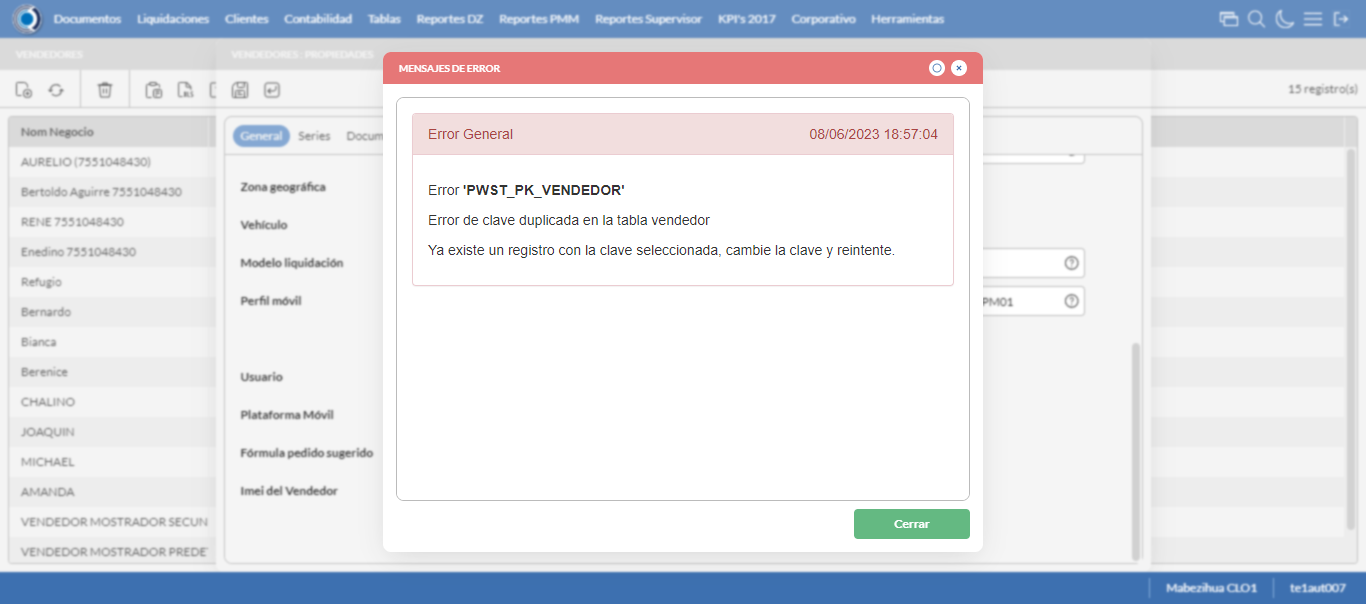 Documentos Liquidaciones Clientes Contabilidad Tablas Reportes DZ Reportes PMM Reportes Supervisor KPI's 2017 Corporativo Herramientas
VENDEDORES
VENDEDORES : PROPIEDADES
15 registro(s)
Nom Negocio
AURELIO (7551048430)
Bertoldo Aguirre 7551048430
RENE 7551048430
Enedino 7551048430
Refugio
Bernardo
Bianca
Berenice
CHALINO
JOAQUIN
MICHAEL
AMANDA
VENDEDOR MOSTRADOR SECUN
VENDEDOR MOSTRADOR PREDE
General Series Docum
Zona geográfica
Vehículo
Modelo liquidación
Perfil móvil
PM01
Usuario
Plataforma Móvil
Fórmula pedido sugerido
Imei del Vendedor
MENSAJES DE ERROR
Error General 08/06/2023 18:57:04
Error 'PWST_PK_VENDEDOR'
Error de clave duplicada en la tabla vendedor
Ya existe un registro con la clave seleccionada, cambie la clave y reintente.
Cerrar
Mabezihua CLO1 te1aut007